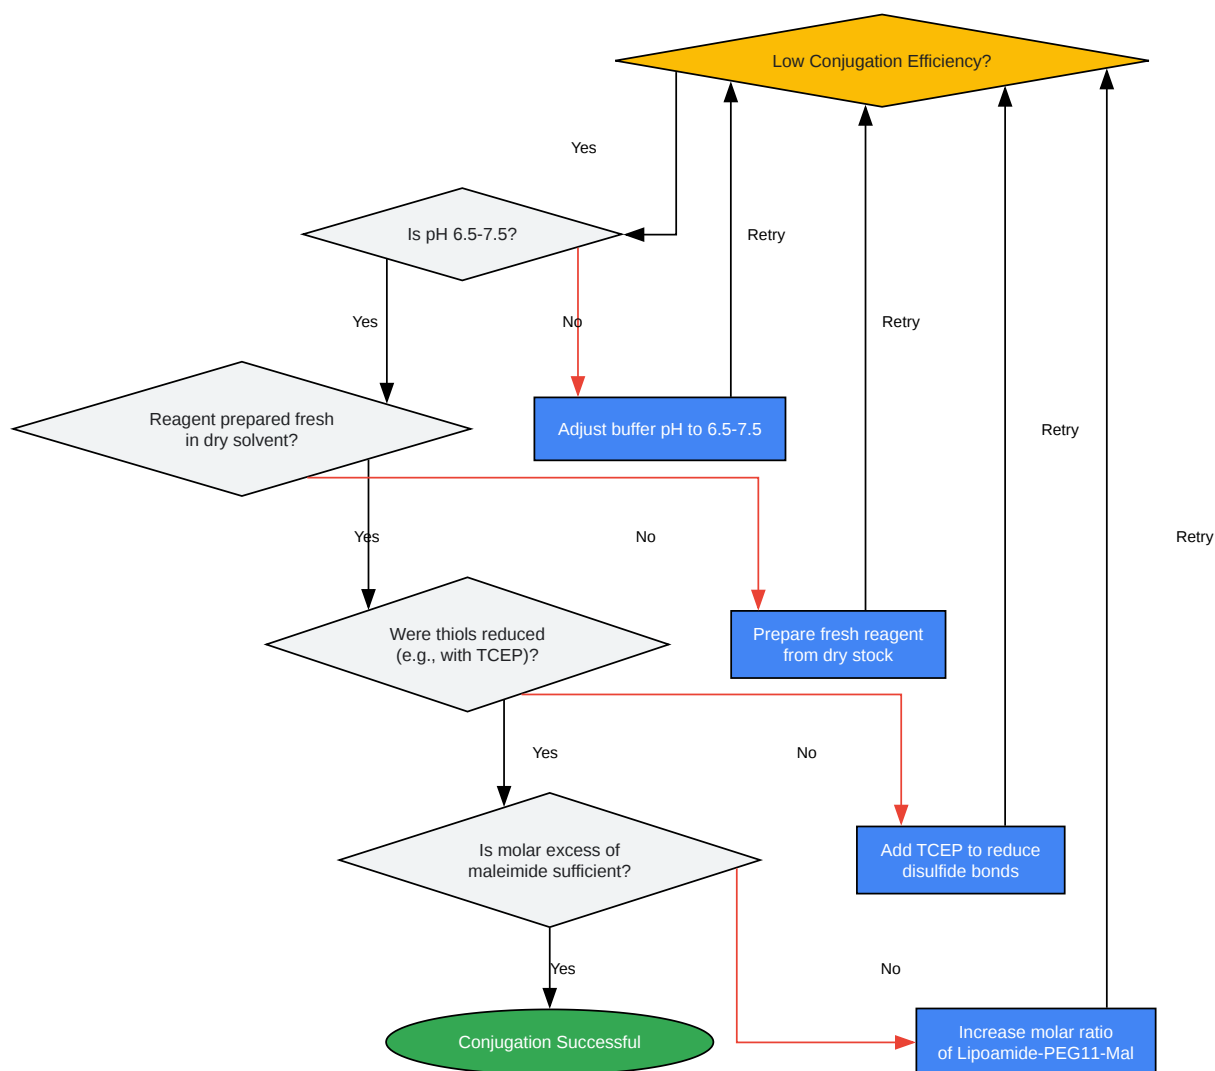 Low Conjugation Efficiency?
Yes
Is pH 6.5-7.5?
Retry
Yes
No
Retry
Reagent prepared fresh
in dry solvent?
Adjust buffer pH to 6.5-7.5
Retry
Yes
No
Retry
Were thiols reduced
(e.g., with TCEP)?
Prepare fresh reagent
from dry stock
Yes
No
Is molar excess of
maleimide sufficient?
Add TCEP to reduce
disulfide bonds
Yes
No
Conjugation Successful
Increase molar ratio
of Lipoamide-PEG11-Mal